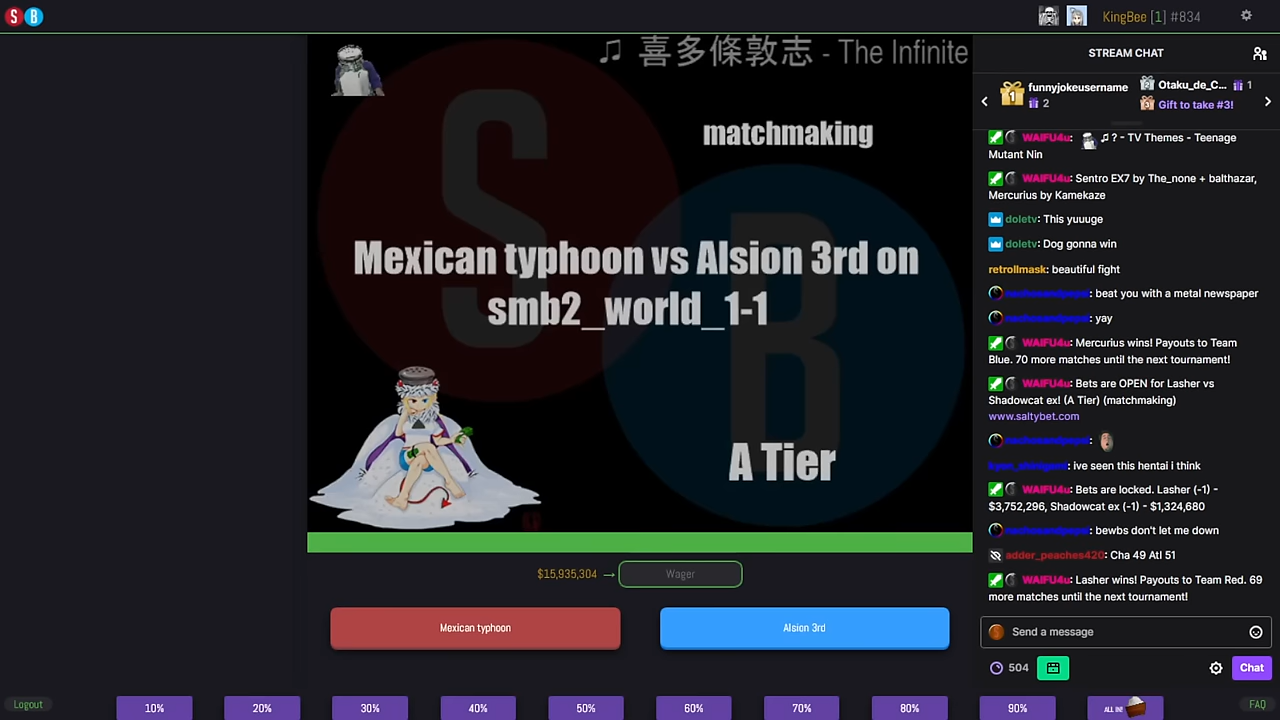 S B
KingBee [1] #834
♫ 喜多條敦志 - The Infinite
matchmaking
Mexican typhoon vs Alsion 3rd on
smb2_world_1-1
A Tier
$15,935,304 → Wager
Mexican typhoon
Alsion 3rd
Logout
10%
20%
30%
40%
50%
60%
70%
80%
90%
ALL IN!
FAQ
STREAM CHAT
1 funnyjokeusername
2
Otaku_de_C... 1
Gift to take #3!
WAIFU4u: ♫ ? - TV Themes - Teenage
Mutant Nin
WAIFU4u: Sentro EX7 by The_none + balthazar,
Mercurius by Kamekaze
doletv: This yuuuge
doletv: Dog gonna win
retrollmask: beautiful fight
: beat you with a metal newspaper
: yay
WAIFU4u: Mercurius wins! Payouts to Team
Blue. 70 more matches until the next tournament!
WAIFU4u: Bets are OPEN for Lasher vs
Shadowcat ex! (A Tier) (matchmaking)
www.saltybet.com
: ive seen this hentai i think
WAIFU4u: Bets are locked. Lasher (-1) -
$3,752,296, Shadowcat ex (-1) - $1,324,680
: bewbs don't let me down
adder_peaches420: Cha 49 Atl 51
WAIFU4u: Lasher wins! Payouts to Team Red. 69
more matches until the next tournament!
Send a message
504
Chat